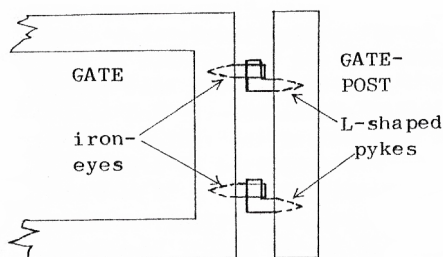 GATE
GATE-
POST
iron-
eyes
L-shaped
pykes